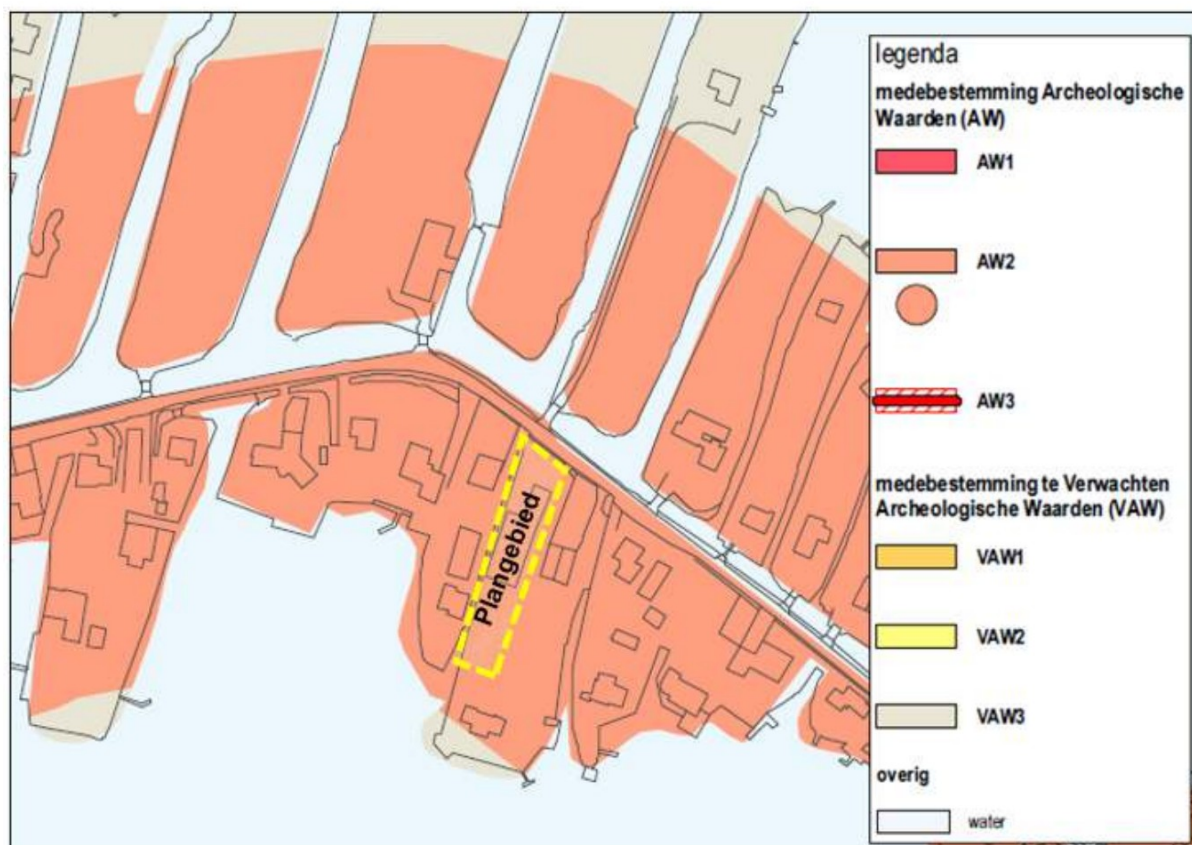 Plangebied
legenda
medebestemming Archeologische
Waarden (AW)
AW1
AW2
AW3
medebestemming te Verwachten
Archeologische Waarden (VAW)
VAW1
VAW2
VAW3
overig
water